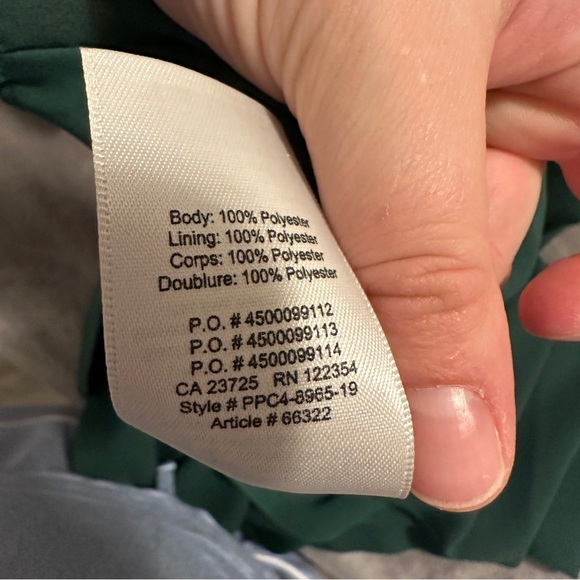 Body: 100% Polyester
Lining: 100% Polyester
Corps: 100% Polyester
Doublure: 100% Polyester
P.O. # 4500099112
P.O. # 4500099113
P.O. # 4500099114
CA 23725 RN 122354
Style # PPC4-8965-19
Article # 66322